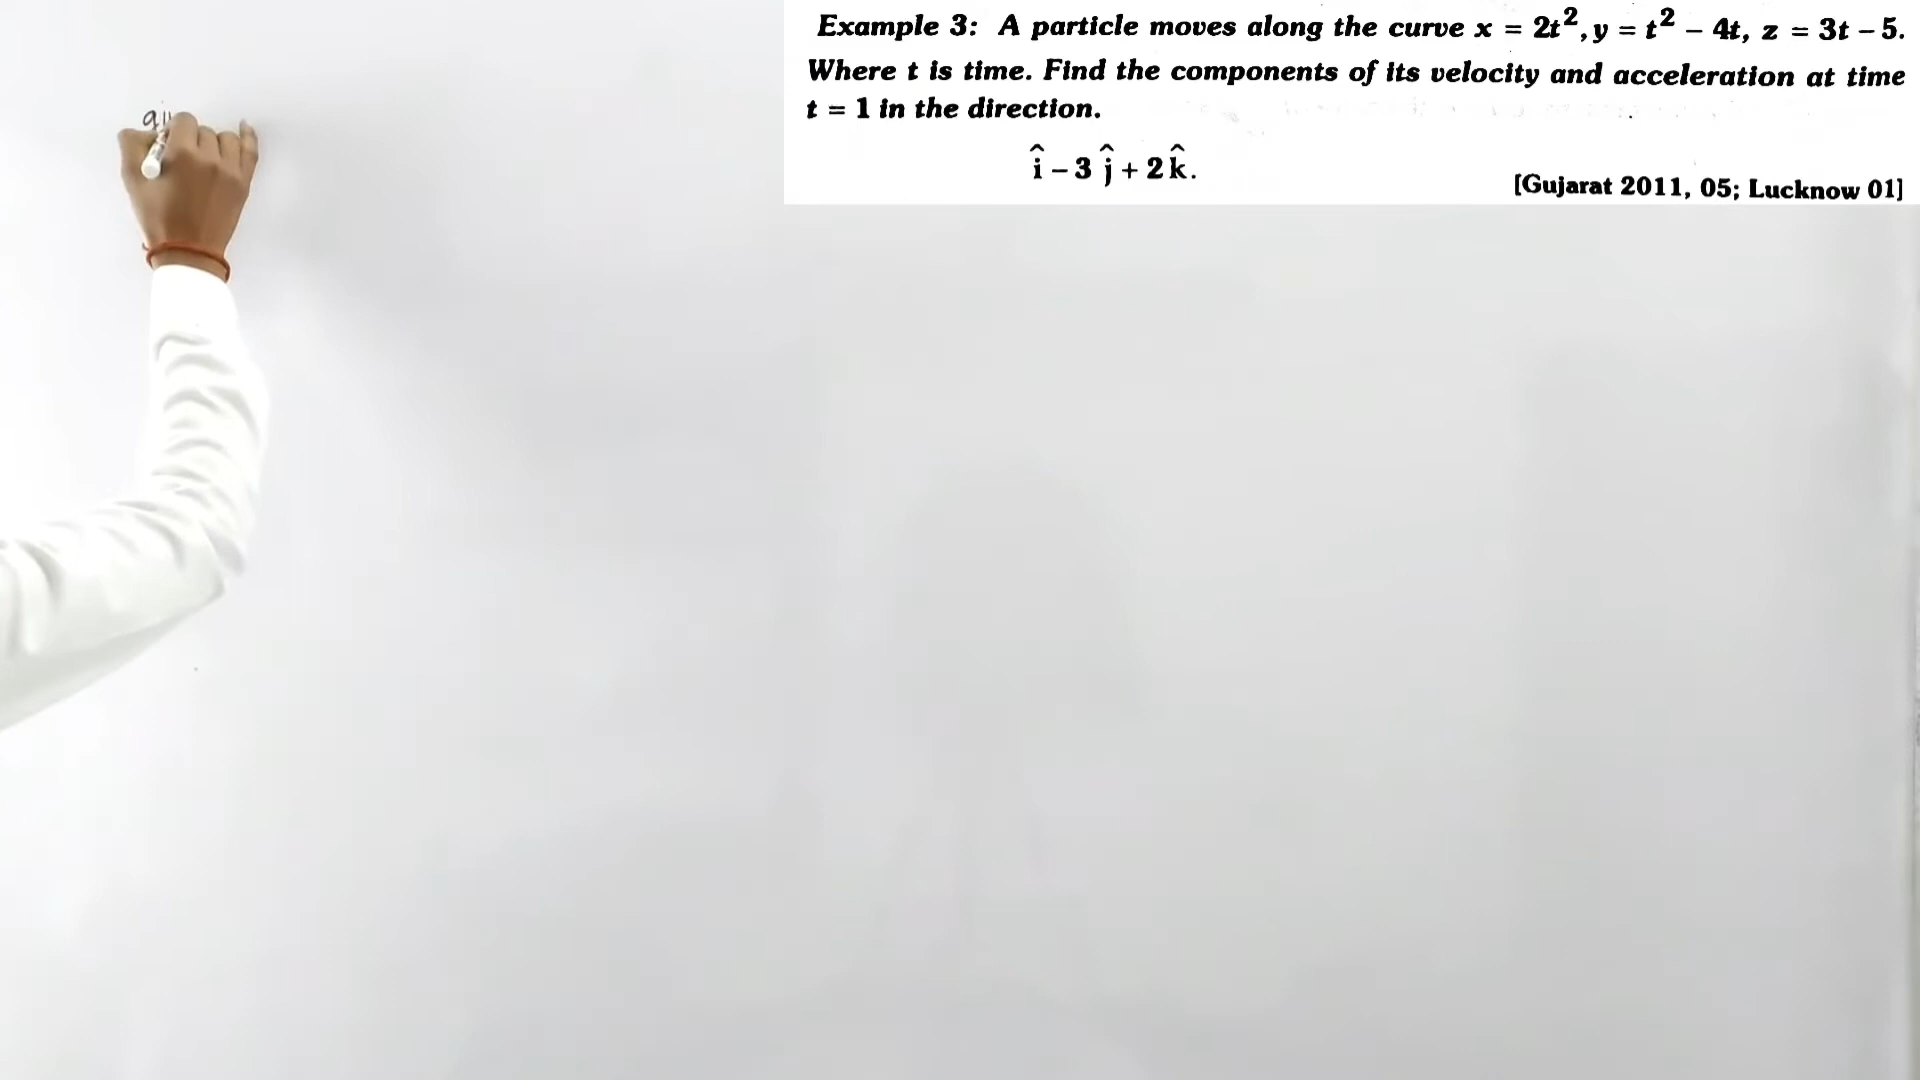 Example 3: A particle moves along the curve x = 2t², y = t² – 4t, z = 3t – 5.
Where t is time. Find the components of its velocity and acceleration at time
t = 1 in the direction.
î – 3 ĵ + 2k̂.
[Gujarat 2011, 05; Lucknow 01]